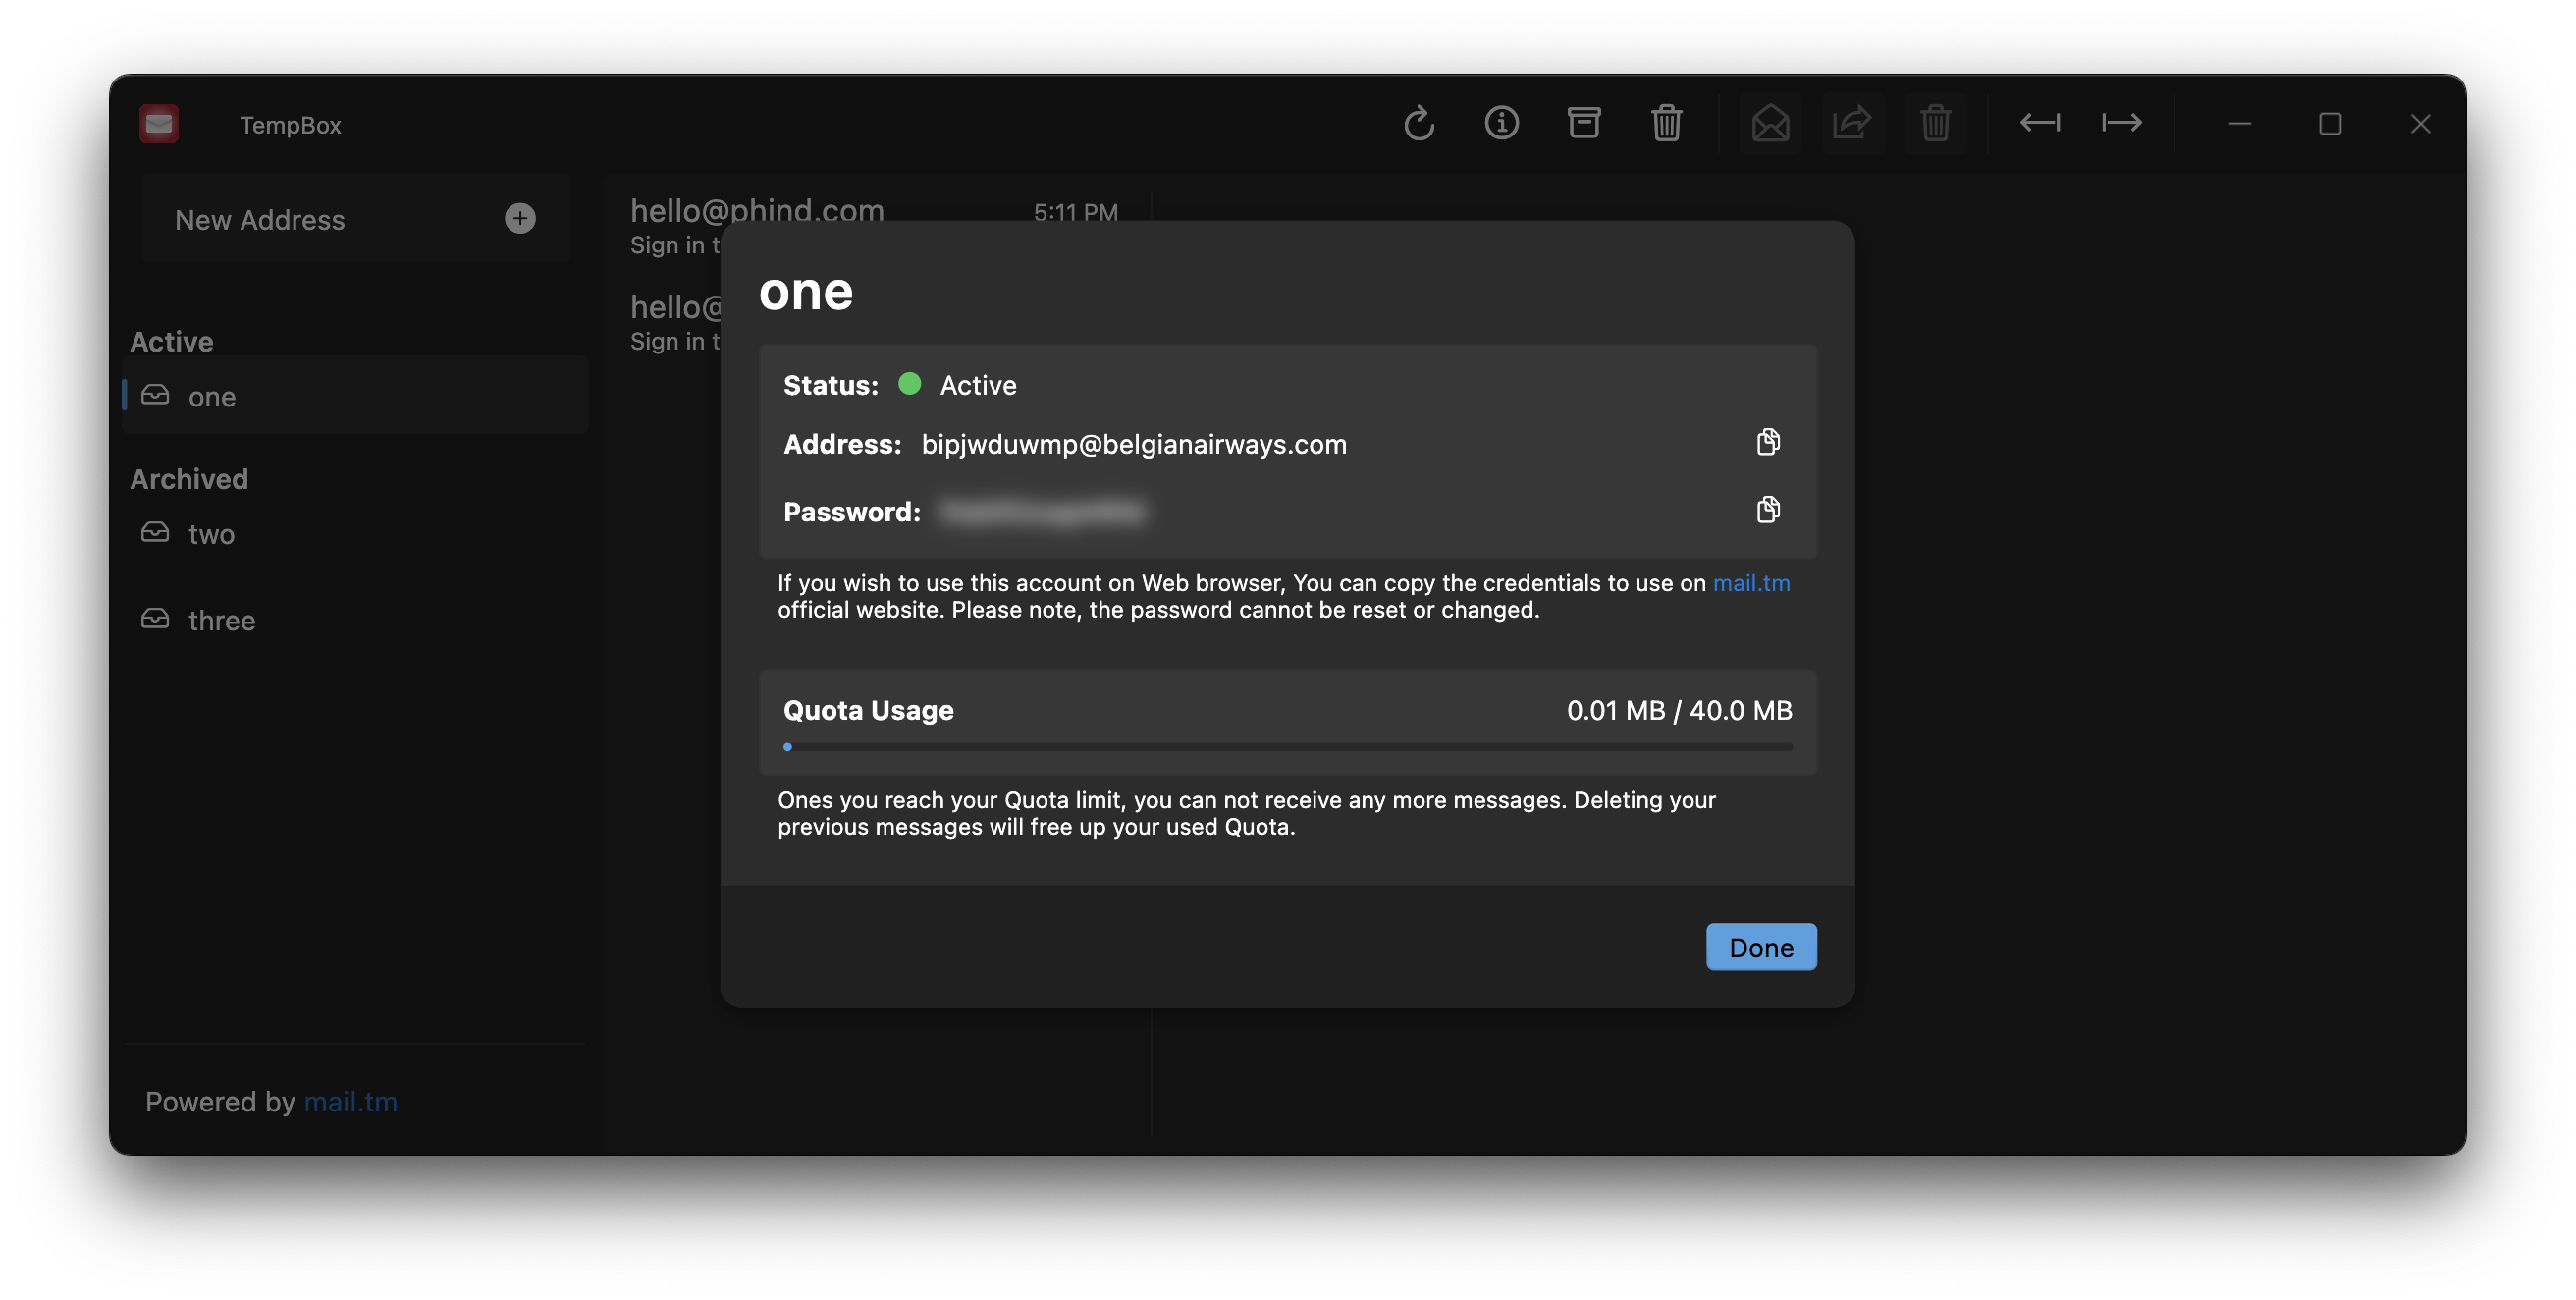 TempBox
New Address
Active
one
Archived
two
three
Powered by mail.tm
hello@phind.com 5:11 PM
Sign in t
hello@
Sign in t
one
Status: Active
Address: bipjwduwmp@belgianairways.com
Password:
If you wish to use this account on Web browser, You can copy the credentials to use on mail.tm
official website. Please note, the password cannot be reset or changed.
Quota Usage 0.01 MB / 40.0 MB
Ones you reach your Quota limit, you can not receive any more messages. Deleting your
previous messages will free up your used Quota.
Done